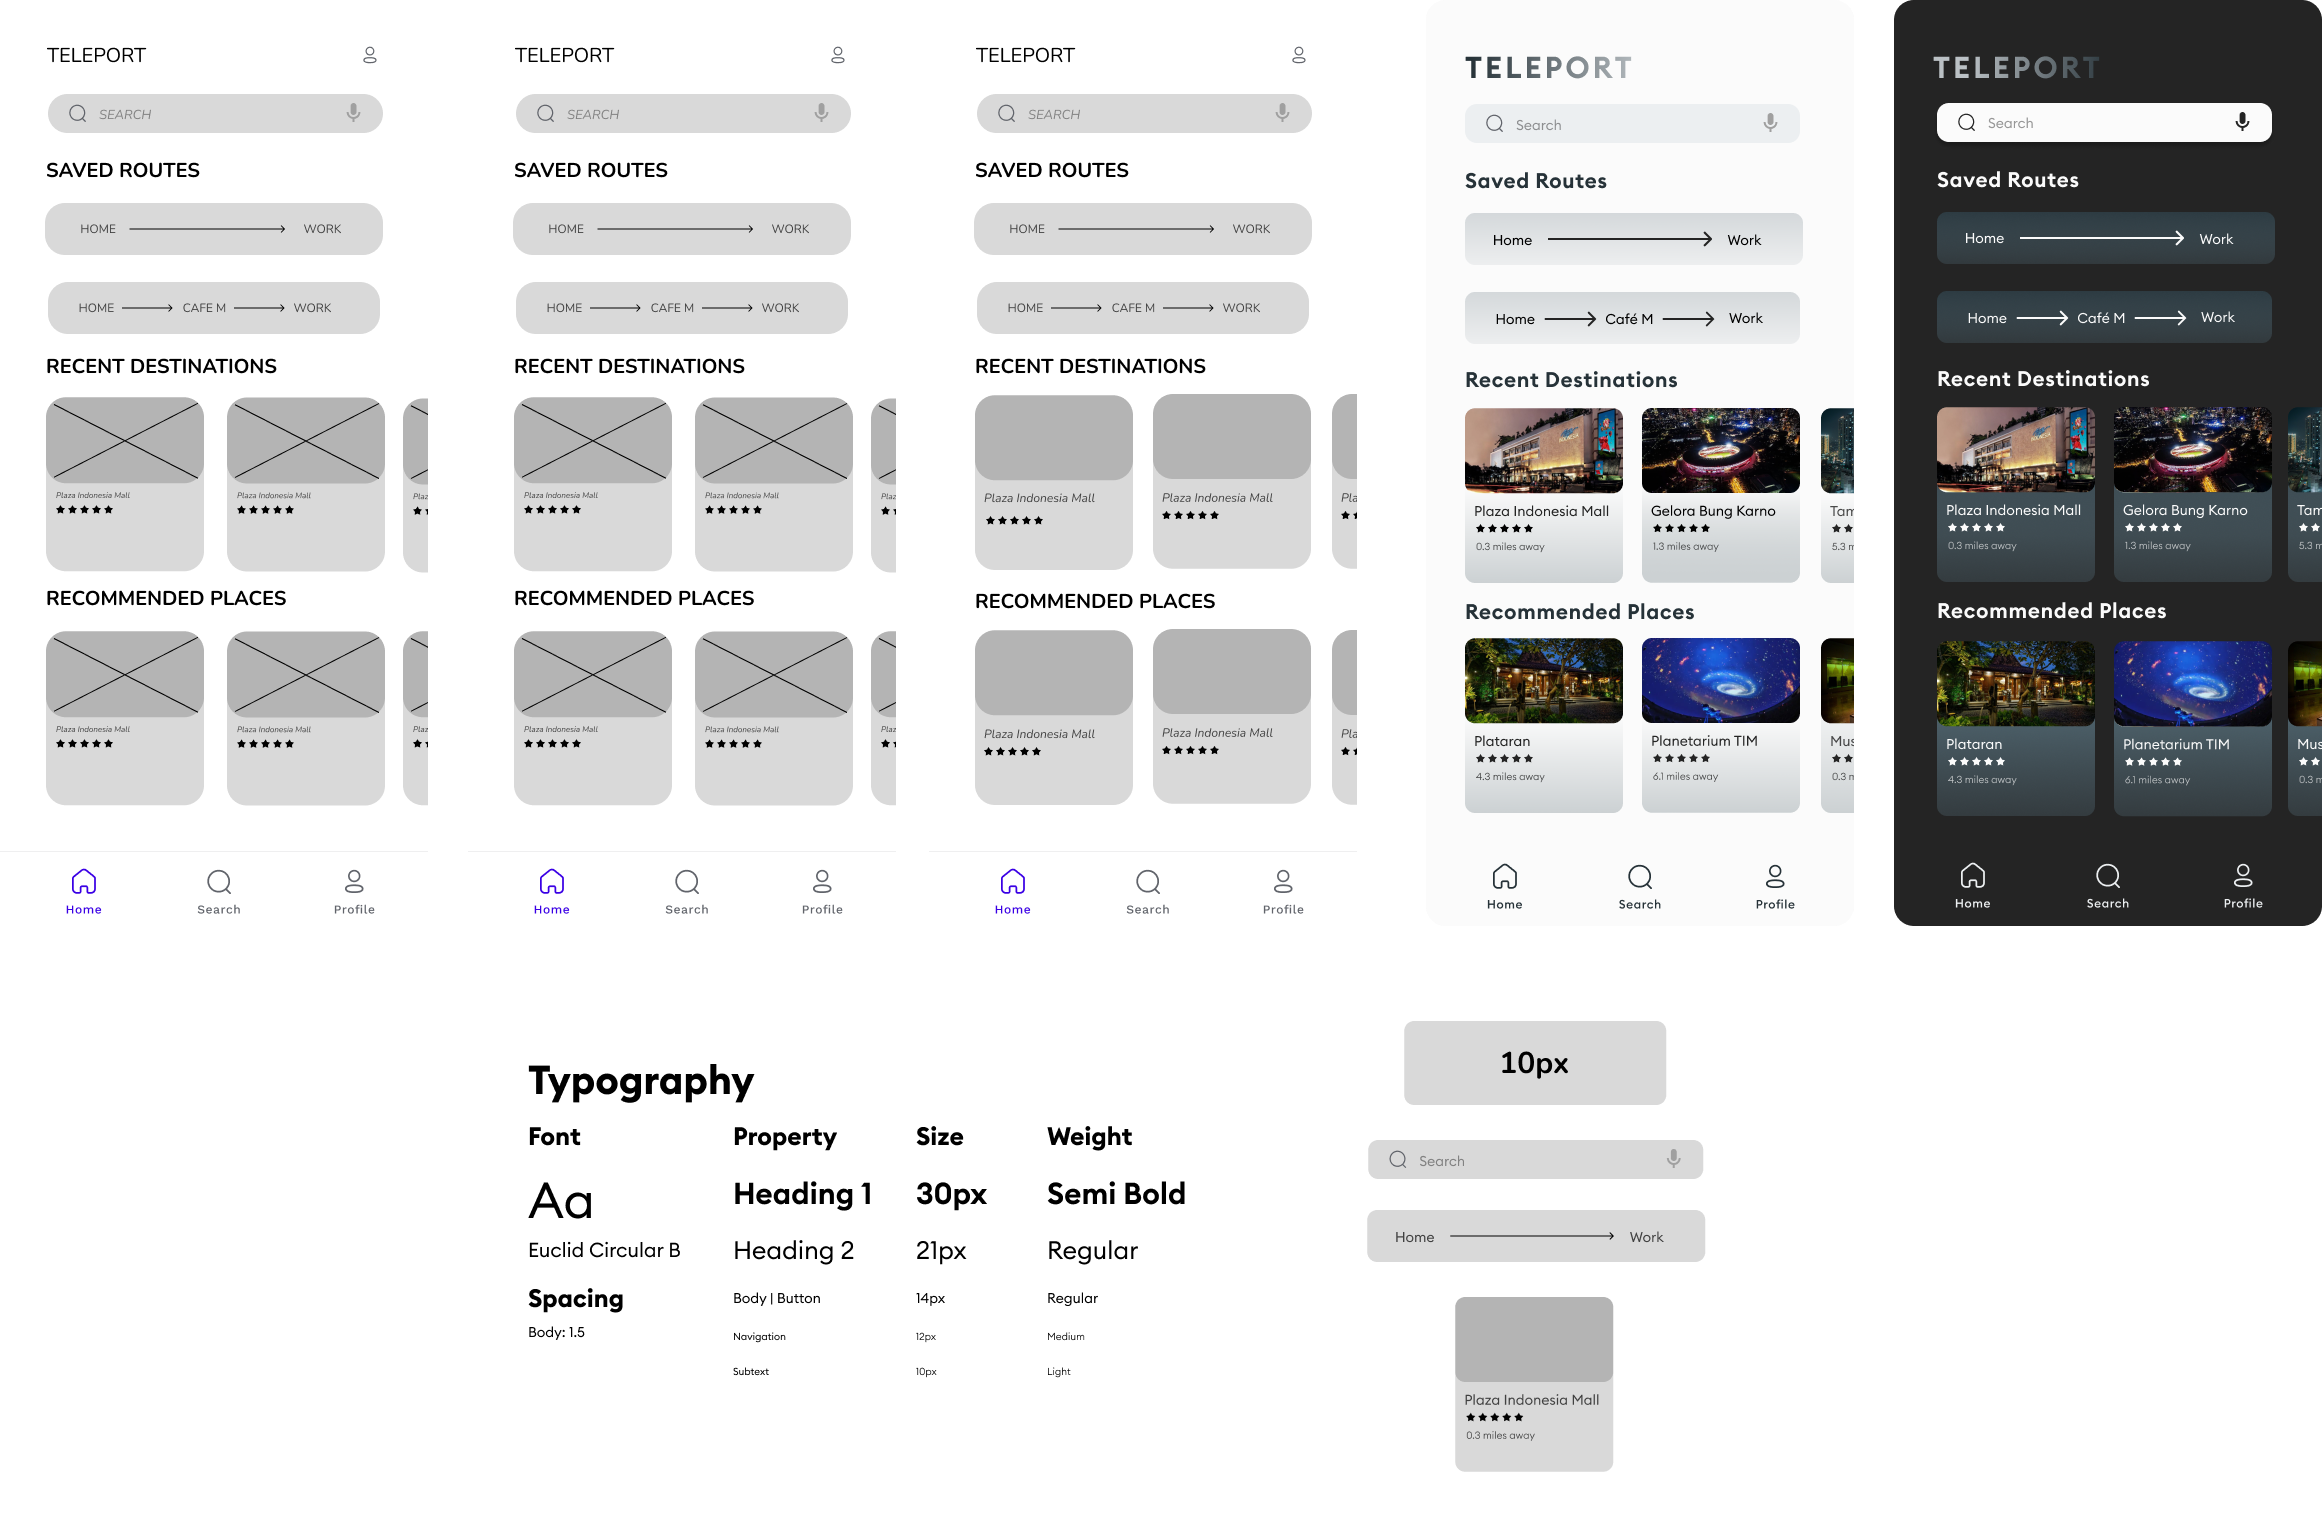 TELEPORT
SEARCH
SAVED ROUTES
HOME WORK
HOME CAFE M WORK
RECENT DESTINATIONS
Plaza Indonesia Mall Plaza Indonesia Mall Plaz
RECOMMENDED PLACES
Plaza Indonesia Mall Plaza Indonesia Mall Plaz
Home Search Profile
TELEPORT
SEARCH
SAVED ROUTES
HOME WORK
HOME CAFE M WORK
RECENT DESTINATIONS
Plaza Indonesia Mall Plaza Indonesia Mall Pla
RECOMMENDED PLACES
Plaza Indonesia Mall Plaza Indonesia Mall Pla
Home Search Profile
TELEPORT
SEARCH
SAVED ROUTES
HOME WORK
HOME CAFE M WORK
RECENT DESTINATIONS
Plaza Indonesia Mall Plaza Indonesia Mall Pla
RECOMMENDED PLACES
Plaza Indonesia Mall Plaza Indonesia Mall Pla
Home Search Profile
TELEPORT
Search
Saved Routes
Home Work
Home Café M Work
Recent Destinations
Plaza Indonesia Mall Gelora Bung Karno Tam
0.3 miles away 1.3 miles away 5.3 m
Recommended Places
Plataran Planetarium TIM Mus
4.3 miles away 6.1 miles away 0.3 m
Home Search Profile
TELEPORT
Search
Saved Routes
Home Work
Home Café M Work
Recent Destinations
Plaza Indonesia Mall Gelora Bung Karno Tam
0.3 miles away 1.3 miles away 5.3 m
Recommended Places
Plataran Planetarium TIM Mus
4.3 miles away 6.1 miles away 0.3 m
Home Search Profile
Typography
Font Property Size Weight
Aa Heading 1 30px Semi Bold
Euclid Circular B Heading 2 21px Regular
Spacing Body | Button 14px Regular
Body: 1.5 Navigation 12px Medium
Subtext 10px Light
10px
Search
Home Work
Plaza Indonesia Mall
0.3 miles away